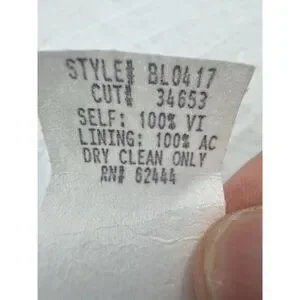 STYLE# BL0417
CUT# 34653
SELF: 100% VI
LINING: 100% AC
DRY CLEAN ONLY
RN# 62444